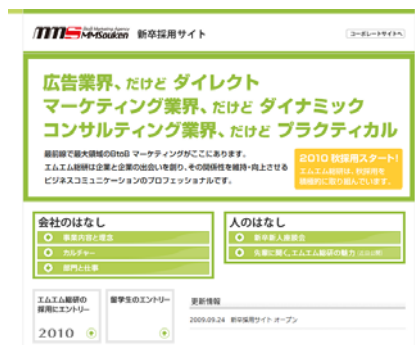 BtoB Marketing Agency
MMSouken 新卒採用サイト
コーポレートサイトへ
広告業界、だけど ダイレクト
マーケティング業界、だけど ダイナミック
コンサルティング業界、だけど プラクティカル
最前線で最大領域のBtoB マーケティングがここにあります。
エムエム総研は企業と企業の出会いを創り、その関係性を維持・向上させる
ビジネスコミュニケーションのプロフェッショナルです。
2010 秋採用スタート!
エムエム総研は、秋採用を
積極的に取り組んでいます。
会社のはなし
事業内容と理念
カルチャー
部門と仕事
人のはなし
新卒新人座談会
先輩に聞く、エムエム総研の魅力
エムエム総研の
採用にエントリー
2010
留学生のエントリー
更新情報
2009.09.24 新卒採用サイト オープン